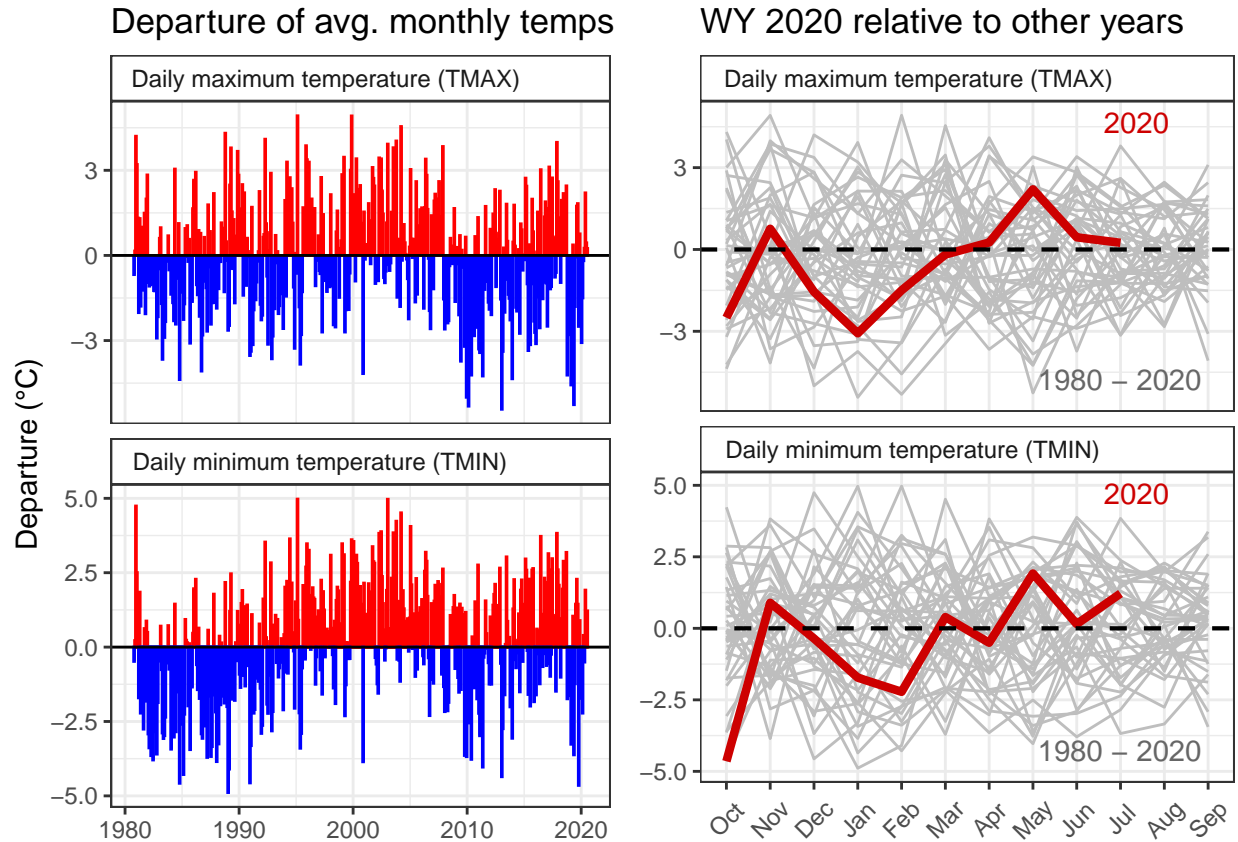 Departure of avg. monthly temps
Daily maximum temperature (TMAX)
3
0
−3
Daily minimum temperature (TMIN)
5.0
2.5
0.0
−2.5
−5.0
1980 1990 2000 2010 2020
Departure (°C)
WY 2020 relative to other years
Daily maximum temperature (TMAX)
2020
3
0
−3
1980 − 2020
Daily minimum temperature (TMIN)
2020
5.0
2.5
0.0
−2.5
−5.0
1980 − 2020
Oct Nov Dec Jan Feb Mar Apr May Jun Jul Aug Sep